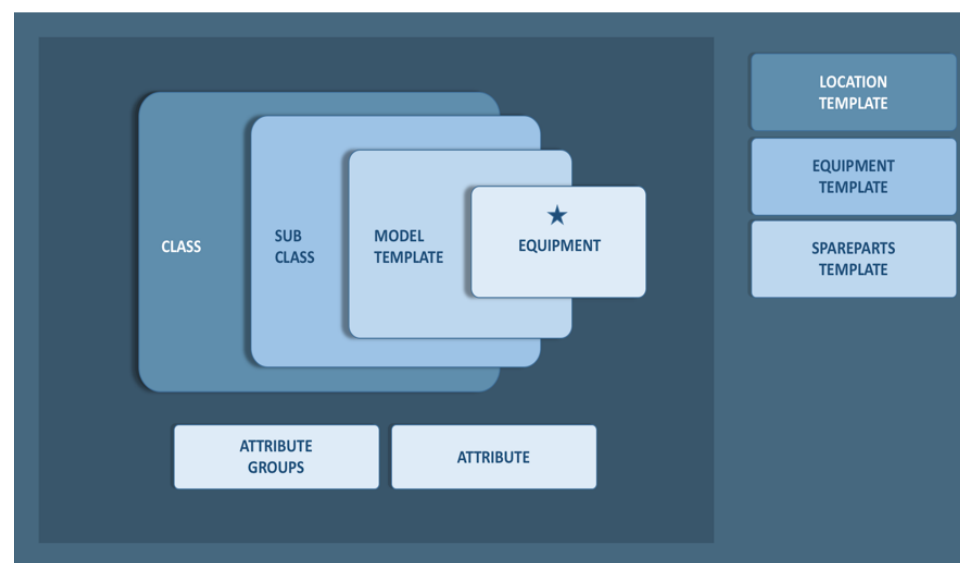 CLASS
SUB
CLASS
MODEL
TEMPLATE
EQUIPMENT
ATTRIBUTE
GROUPS
ATTRIBUTE
LOCATION
TEMPLATE
EQUIPMENT
TEMPLATE
SPAREPARTS
TEMPLATE